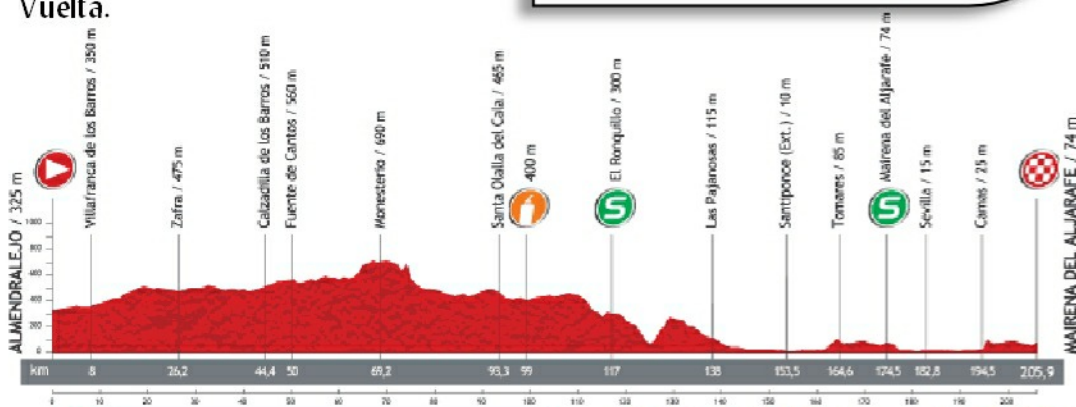 Vuelta.
ALMENDRALEJO / 325 m
Villafranca de los Barros / 350 m
Zafra / 475 m
Calzadilla de los Barros / 510 m
Fuente de Cantos / 560 m
Monesterio / 690 m
Santa Olalla del Cala / 465 m
400 m
El Ronquillo / 300 m
S
Las Pajanosas / 115 m
Santiponce (Ext.) / 10 m
Tomares / 85 m
Mairena del Aljarafe / 74 m
S
Sevilla / 15 m
Camas / 25 m
MAIRENA DEL ALJARAFE / 74 m
km 8 26,2 44,4 50 69,2 93,3 99 117 138 153,5 164,6 174,5 182,8 194,5 205,9